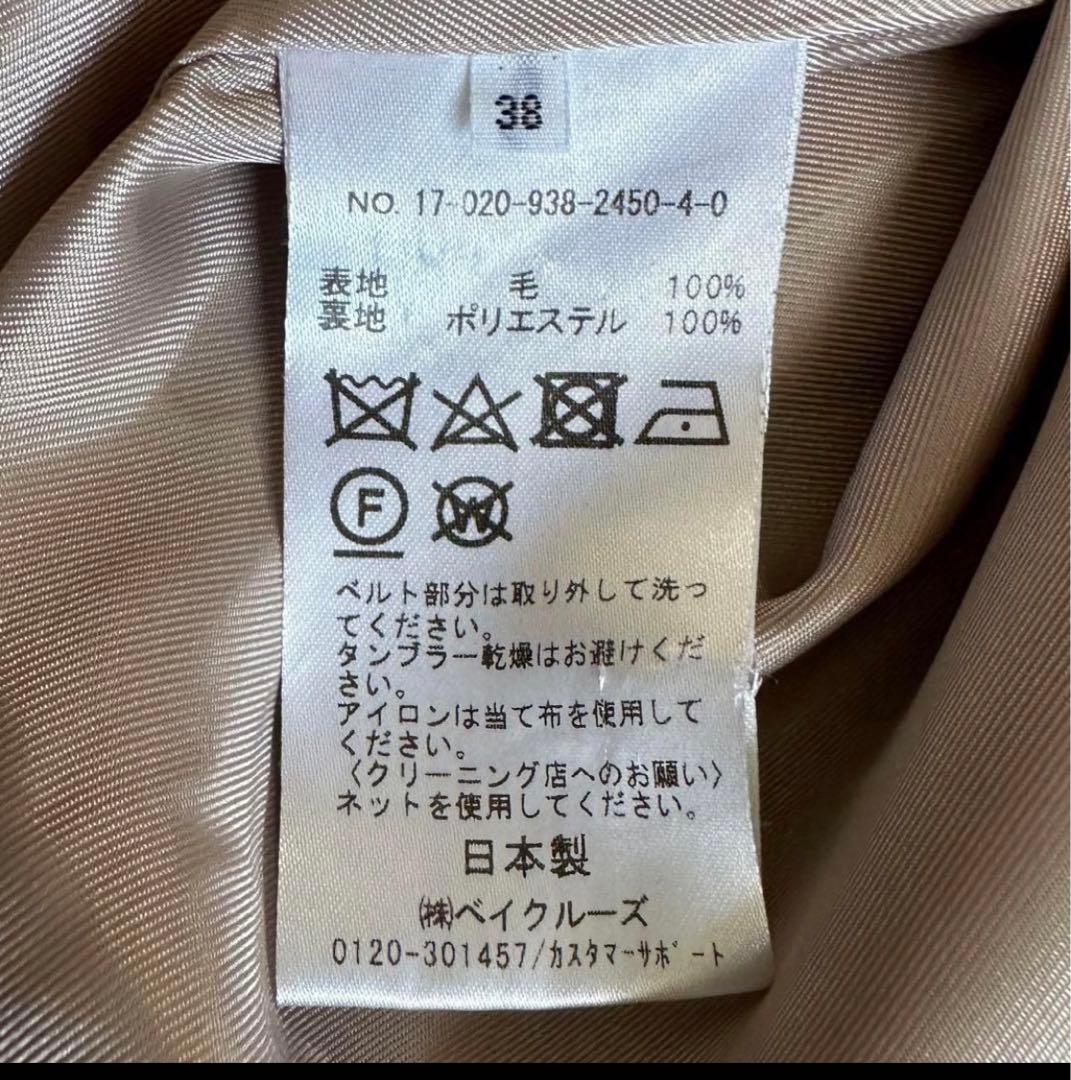 38
NO. 17-020-938-2450-4-0
表地 毛 100%
裏地 ポリエステル 100%
F W
ベルト部分は取り外して洗っ
てください。
タンブラー乾燥はお避けくだ
さい。
アイロンは当て布を使用して
ください。
〈クリーニング店へのお願い〉
ネットを使用してください。
日本製
㈱ベイクルーズ
0120-301457/カスタマーサポート